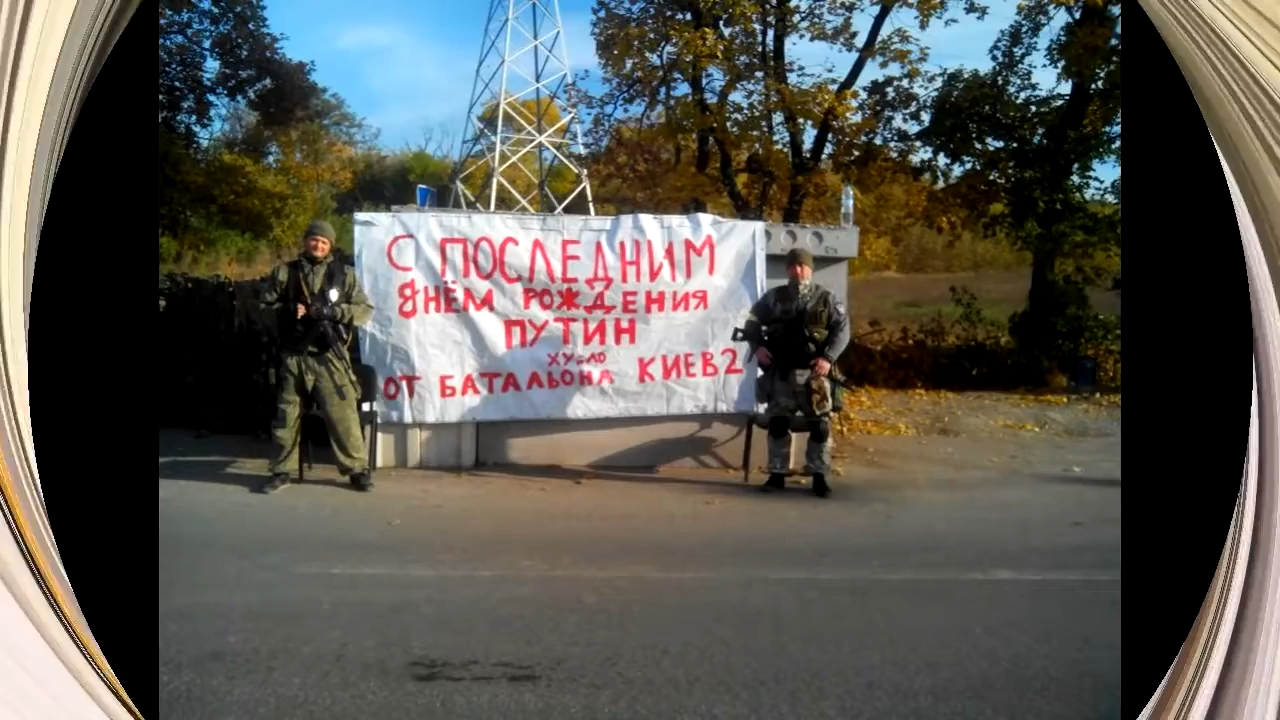 С ПОСЛЕДНИМ
ДНЁМ РОЖДЕНИЯ
ПУТИН
ХУЙЛО
ОТ БАТАЛЬОНА КИЕВ2